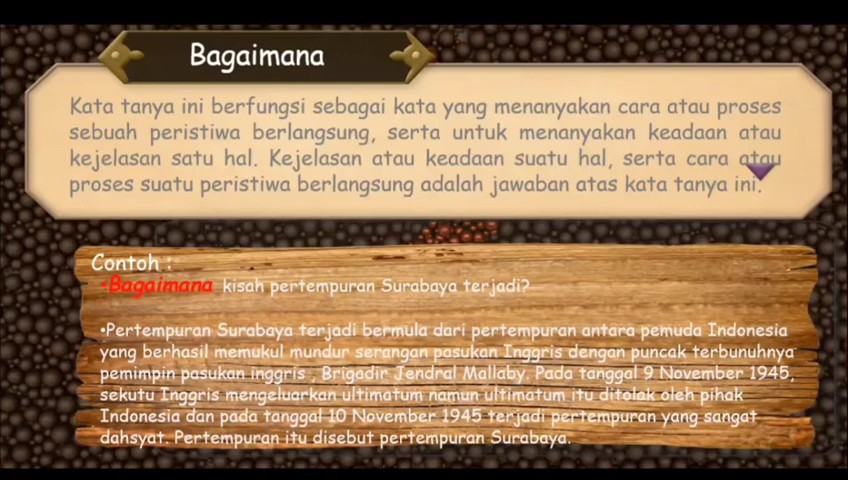 Bagaimana
Kata tanya ini berfungsi sebagai kata yang menanyakan cara atau proses
sebuah peristiwa berlangsung, serta untuk menanyakan keadaan atau
kejelasan satu hal. Kejelasan atau keadaan suatu hal, serta cara atau
proses suatu peristiwa berlangsung adalah jawaban atas kata tanya ini.
Contoh :
•Bagaimana kisah pertempuran Surabaya terjadi?
•Pertempuran Surabaya terjadi bermula dari pertempuran antara pemuda Indonesia
yang berhasil memukul mundur serangan pasukan Inggris dengan puncak terbunuhnya
pemimpin pasukan inggris , Brigadir Jendral Mallaby. Pada tanggal 9 November 1945,
sekutu Inggris mengeluarkan ultimatum namun ultimatum itu ditolak oleh pihak
Indonesia dan pada tanggal 10 November 1945 terjadi pertempuran yang sangat
dahsyat. Pertempuran itu disebut pertempuran Surabaya.